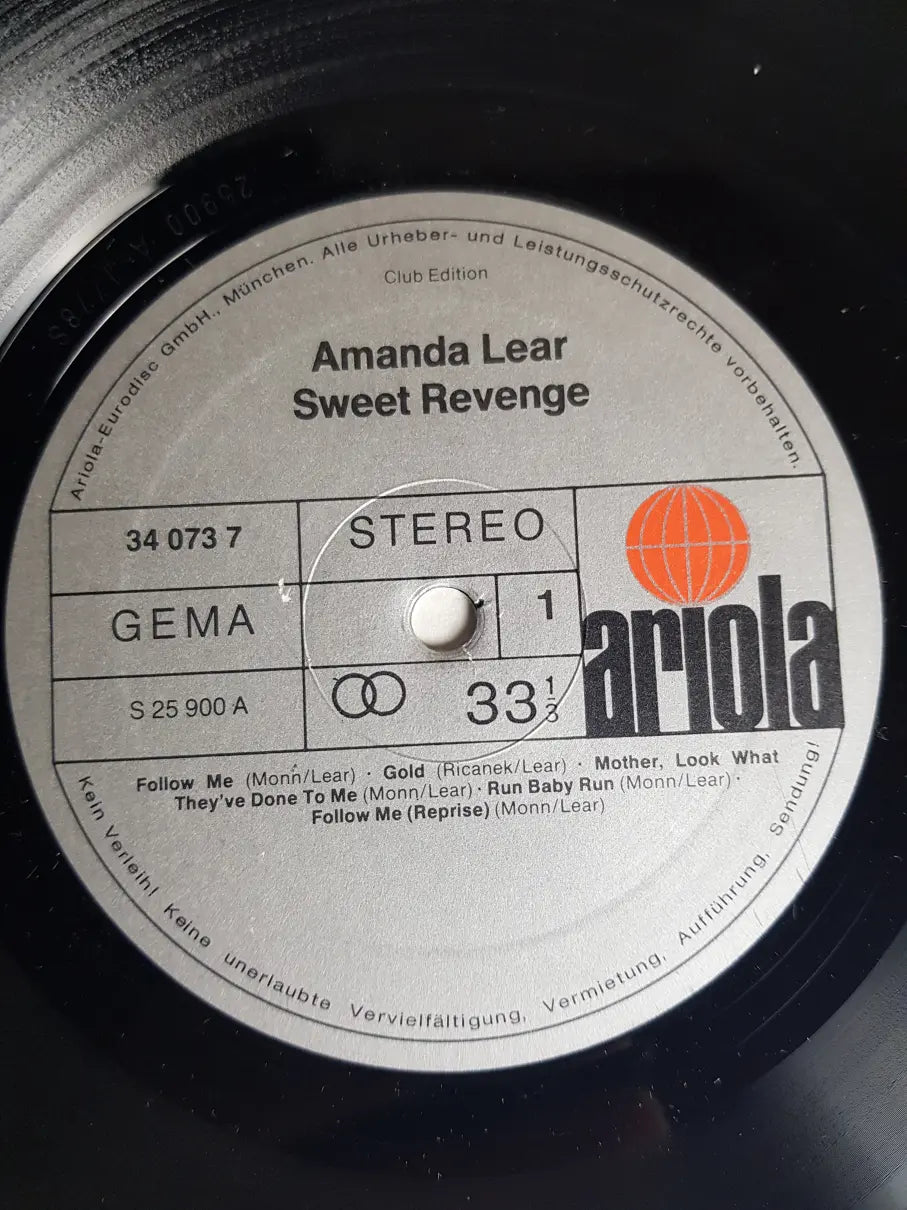 Ariola-Eurodisc GmbH., München. Alle Urheber- und Leistungsschutzrechte vorbehalten.
Club Edition
Amanda Lear
Sweet Revenge
34 073 7
STEREO
GEMA
1
ariola
S 25 900 A
33 1/3
Follow Me (Monn/Lear) · Gold (Ricanek/Lear) · Mother, Look What
They've Done To Me (Monn/Lear) · Run Baby Run (Monn/Lear) ·
Follow Me (Reprise) (Monn/Lear)
Kein Verleih! Keine unerlaubte Vervielfältigung, Vermietung, Aufführung, Sendung!